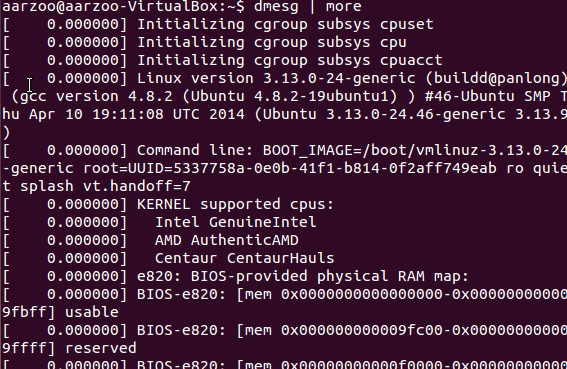 aarzoo@aarzoo-VirtualBox:~$ dmesg | more
[    0.000000] Initializing cgroup subsys cpuset
[    0.000000] Initializing cgroup subsys cpu
[    0.000000] Initializing cgroup subsys cpuacct
[    0.000000] Linux version 3.13.0-24-generic (buildd@panlong)
 (gcc version 4.8.2 (Ubuntu 4.8.2-19ubuntu1) ) #46-Ubuntu SMP T
hu Apr 10 19:11:08 UTC 2014 (Ubuntu 3.13.0-24.46-generic 3.13.9
)
[    0.000000] Command line: BOOT_IMAGE=/boot/vmlinuz-3.13.0-24
-generic root=UUID=5337758a-0e0b-41f1-b814-0f2aff749eab ro quie
t splash vt.handoff=7
[    0.000000] KERNEL supported cpus:
[    0.000000]   Intel GenuineIntel
[    0.000000]   AMD AuthenticAMD
[    0.000000]   Centaur CentaurHauls
[    0.000000] e820: BIOS-provided physical RAM map:
[    0.000000] BIOS-e820: [mem 0x0000000000000000-0x00000000000
9fbff] usable
[    0.000000] BIOS-e820: [mem 0x000000000009fc00-0x00000000000
9ffff] reserved
[    0.000000] BIOS-e820: [mem 0x00000000000f0000-0x00000000000